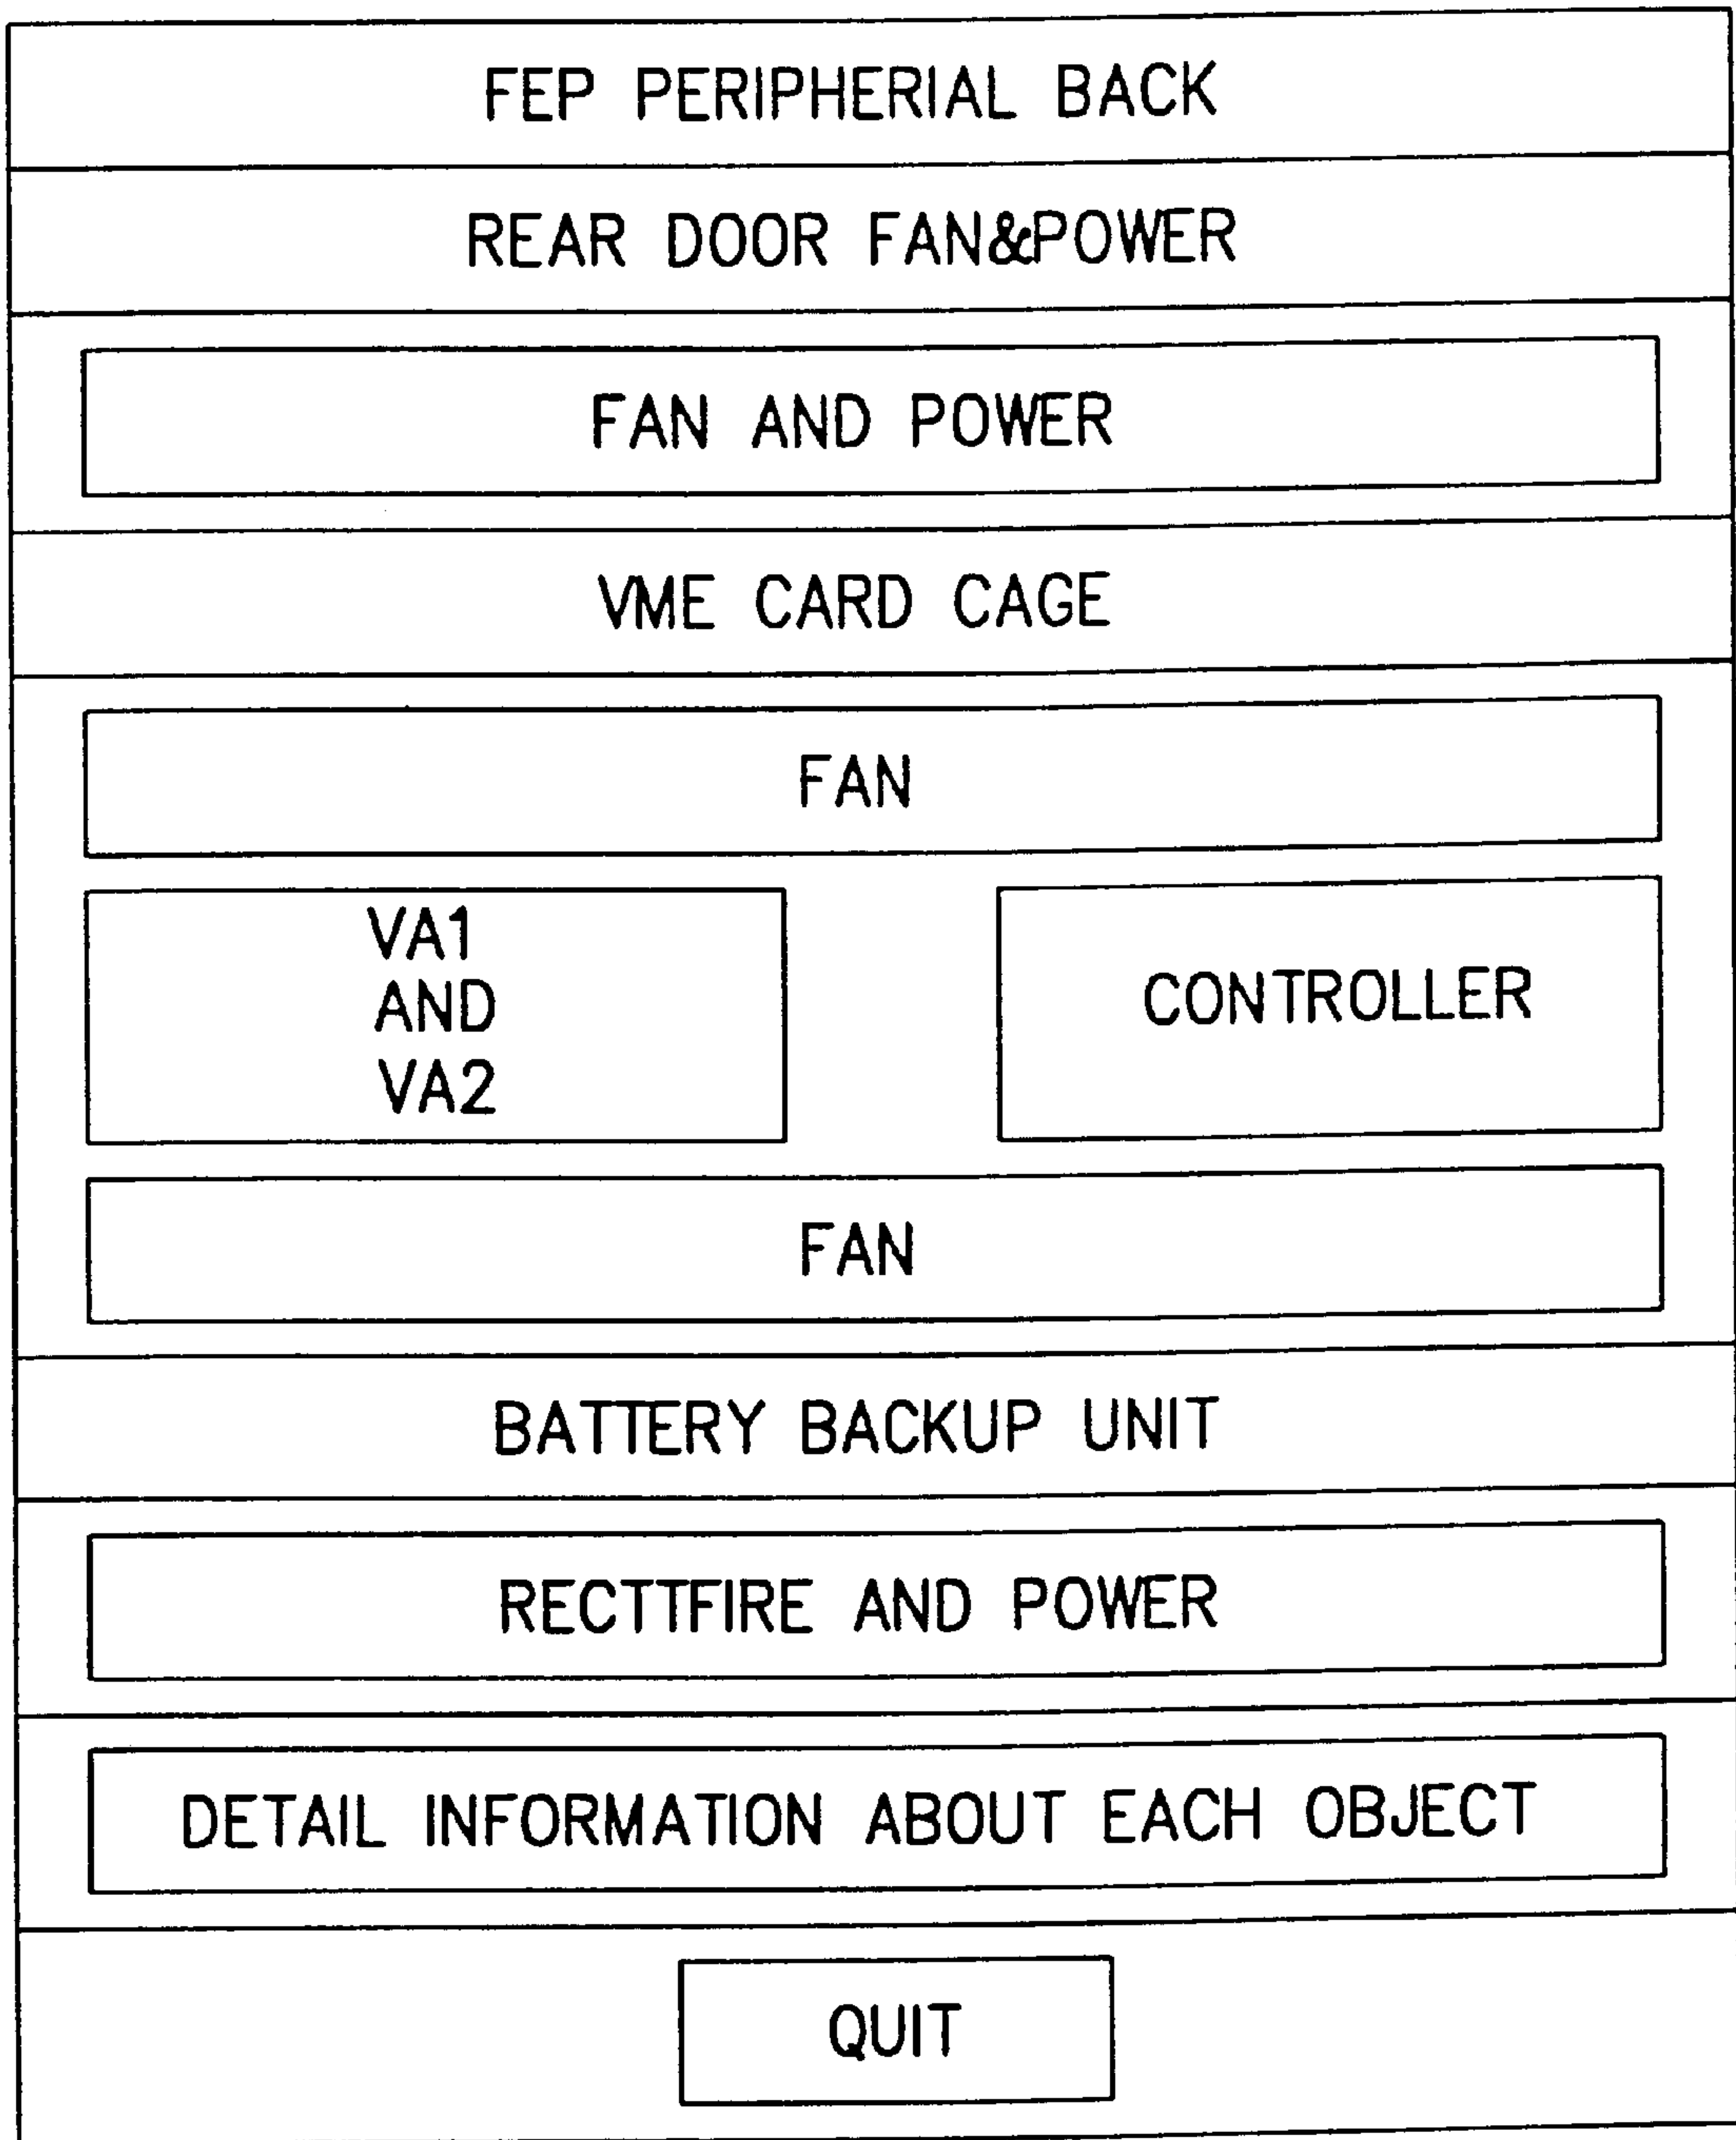 FEP PERIPHERIAL BACK
REAR DOOR FAN&POWER
FAN AND POWER
VME CARD CAGE
FAN
VA1
AND
VA2
CONTROLLER
FAN
BATTERY BACKUP UNIT
RECTTFIRE AND POWER
DETAIL INFORMATION ABOUT EACH OBJECT
QUIT